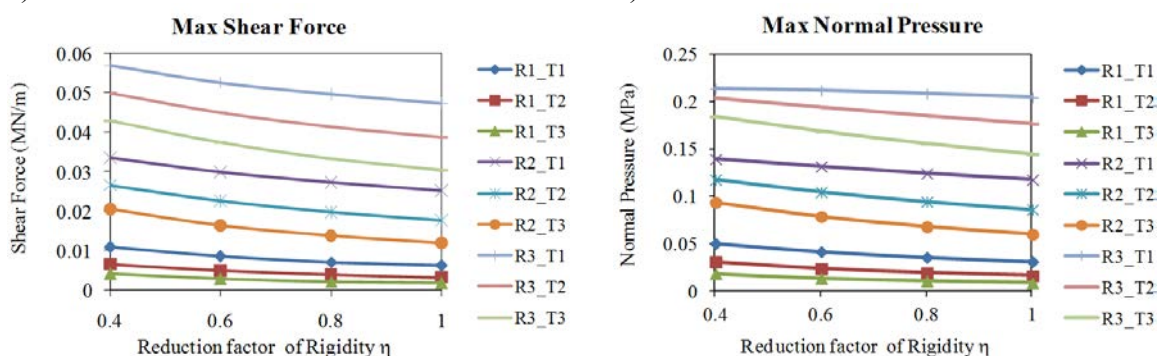 Max Shear Force
Shear Force (MN/m)
0.06
0.05
0.04
0.03
0.02
0.01
0
0.4 0.6 0.8 1
Reduction factor of Rigidity η
R1_T1
R1_T2
R1_T3
R2_T1
R2_T2
R2_T3
R3_T1
R3_T2
R3_T3
Max Normal Pressure
Normal Pressure (MPa)
0.25
0.2
0.15
0.1
0.05
0
0.4 0.6 0.8 1
Reduction factor of Rigidity η
R1_T1
R1_T2
R1_T3
R2_T1
R2_T2
R2_T3
R3_T1
R3_T2
R3_T3